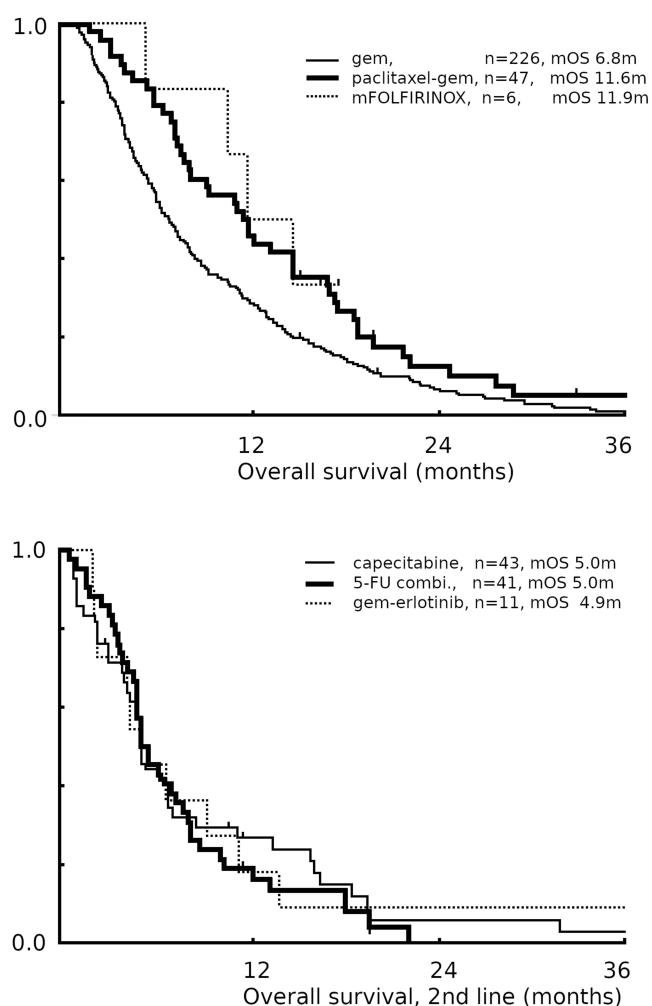 1.0
gem, n=226, mOS 6.8m
paclitaxel-gem, n=47, mOS 11.6m
mFOLFIRINOX, n=6, mOS 11.9m
0.0
12 24 36
Overall survival (months)
1.0
capecitabine, n=43, mOS 5.0m
5-FU combi., n=41, mOS 5.0m
gem-erlotinib, n=11, mOS 4.9m
0.0
12 24 36
Overall survival, 2nd line (months)